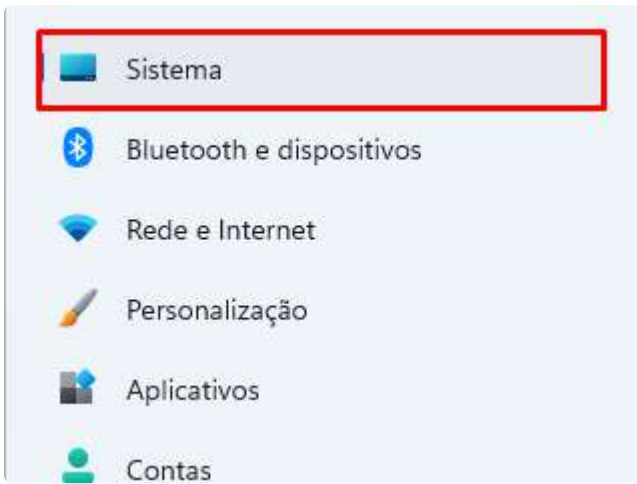 Sistema
Bluetooth e dispositivos
Rede e Internet
Personalização
Aplicativos
Contas